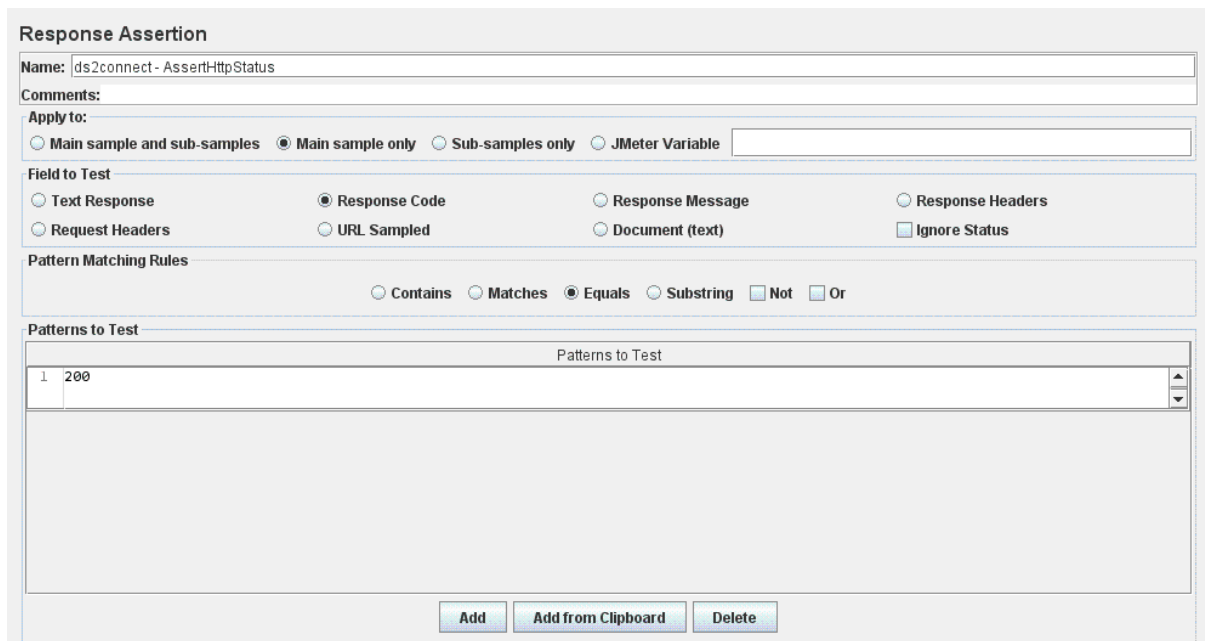 Response Assertion
Name: ds2connect - AssertHttpStatus
Comments:
Apply to:
Main sample and sub-samples Main sample only Sub-samples only JMeter Variable
Field to Test
Text Response Response Code Response Message Response Headers
Request Headers URL Sampled Document (text) Ignore Status
Pattern Matching Rules
Contains Matches Equals Substring Not Or
Patterns to Test
Patterns to Test
1 200
Add Add from Clipboard Delete